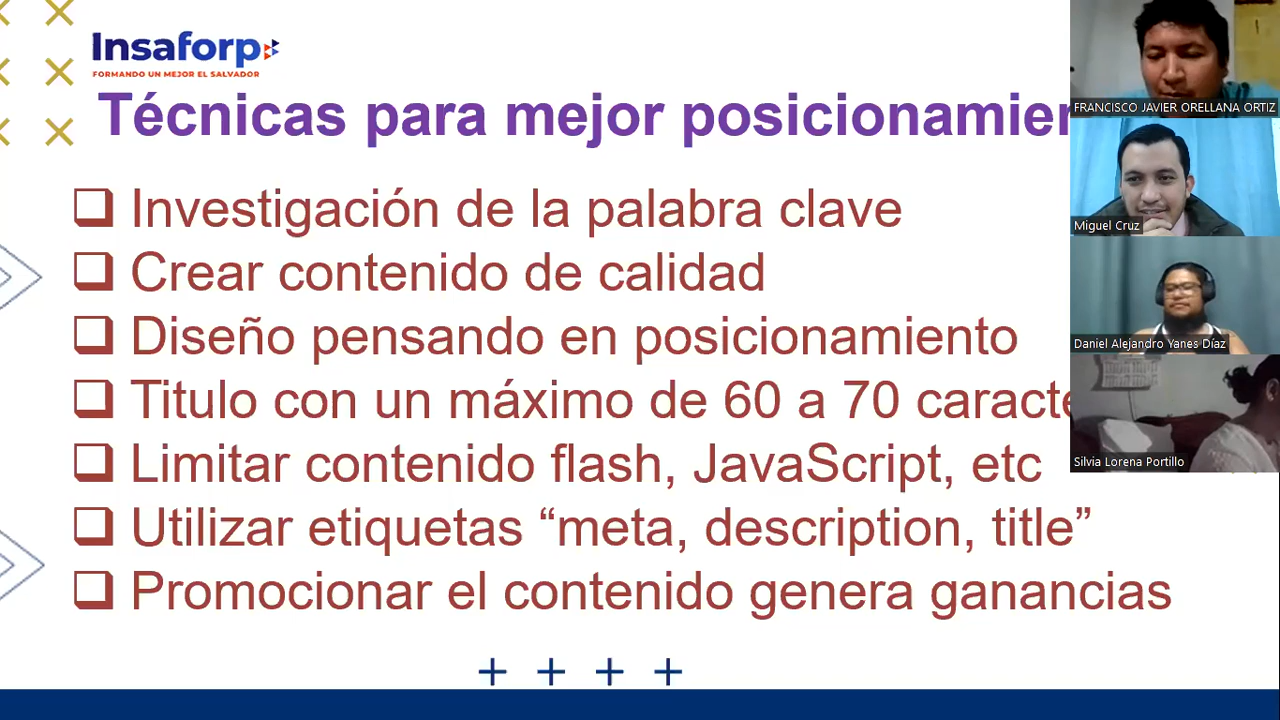 Insaforp
FORMANDO UN MEJOR EL SALVADOR
Técnicas para mejor
Investigación de la palabra clave
Crear contenido de calidad
Diseño pensando en posicionamiento
Titulo con un máximo de 60 a 70
Limitar contenido flash, JavaScript, etc
Utilizar etiquetas “meta, description, title”
Promocionar el contenido genera ganancias
FRANCISCO JAVIER ORELLANA ORTIZ
Miguel Cruz
Daniel Alejandro Yanes Díaz
Silvia Lorena Portillo